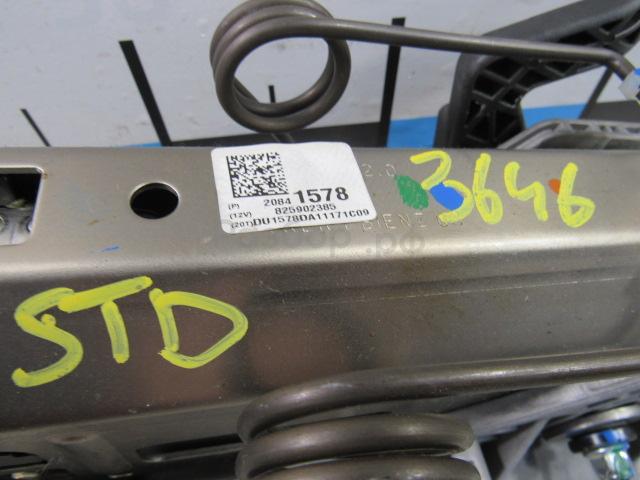 2.0
3646
(P) 2084 1578
(12V) 825902385
(20T) DU1578DA11171C09
STD